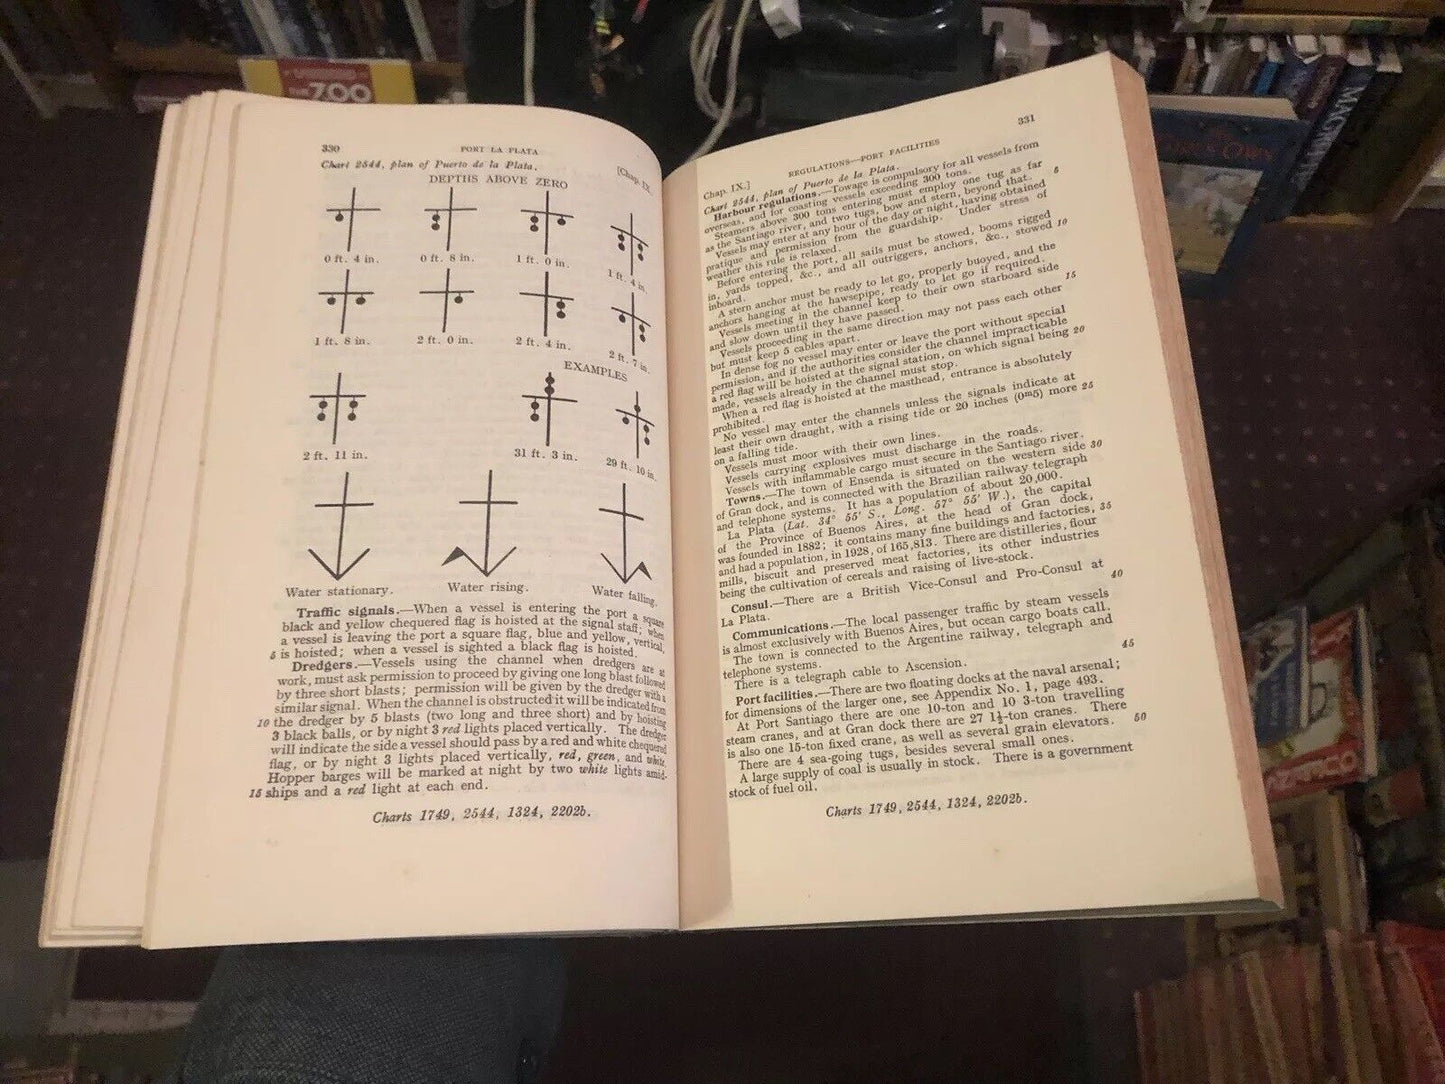 330
PORT LA PLATA
[Chap. IX.
Chart 2544, plan of Puerto de la Plata.
DEPTHS ABOVE ZERO
0 ft. 4 in. 0 ft. 8 in. 1 ft. 0 in. 1 ft. 4 in.
1 ft. 8 in. 2 ft. 0 in. 2 ft. 4 in. 2 ft. 7 in.
EXAMPLES
2 ft. 11 in. 31 ft. 3 in. 29 ft. 10 in.
Water stationary. Water rising. Water falling.
Traffic signals.—When a vessel is entering the port a square
black and yellow chequered flag is hoisted at the signal staff; when
a vessel is leaving the port a square flag, blue and yellow, vertical,
5 is hoisted; when a vessel is sighted a black flag is hoisted.
Dredgers.—Vessels using the channel when dredgers are at
work, must ask permission to proceed by giving one long blast followed
by three short blasts; permission will be given by the dredger with a
similar signal. When the channel is obstructed it will be indicated from
10 the dredger by 5 blasts (two long and three short) and by hoisting
3 black balls, or by night 3 red lights placed vertically. The dredger
will indicate the side a vessel should pass by a red and white chequered
flag, or by night 3 lights placed vertically, red, green, and white.
Hopper barges will be marked at night by two white lights amid-
15 ships and a red light at each end.
Charts 1749, 2544, 1324, 2202b.
331
Chap. IX.]
REGULATIONS—PORT FACILITIES
Chart 2544, plan of Puerto de la Plata.
Harbour regulations.—Towage is compulsory for all vessels from
overseas, and for coasting vessels exceeding 300 tons. 5
Steamers above 300 tons entering must employ one tug as far
as the Santiago river, and two tugs, bow and stern, beyond that.
Vessels may enter at any hour of the day or night, having obtained
pratique and permission from the guardship. Under stress of
weather this rule is relaxed.
Before entering the port, all sails must be stowed, booms rigged 10
in, yards topped, &c., and all outriggers, anchors, &c., stowed
inboard.
A stern anchor must be ready to let go, properly buoyed, and the
anchors hanging at the hawsepipe, ready to let go if required.
Vessels meeting in the channel keep to their own starboard side 15
and slow down until they have passed.
Vessels proceeding in the same direction may not pass each other
but must keep 5 cables apart.
In dense fog no vessel may enter or leave the port without special
permission, and if the authorities consider the channel impracticable
a red flag will be hoisted at the signal station, on which signal being 20
made, vessels already in the channel must stop.
When a red flag is hoisted at the masthead, entrance is absolutely
prohibited.
No vessel may enter the channels unless the signals indicate at
least their own draught, with a rising tide or 20 inches (0m5) more 25
on a falling tide.
Vessels must moor with their own lines.
Vessels carrying explosives must discharge in the roads.
Vessels with inflammable cargo must secure in the Santiago river.
Towns.—The town of Ensenda is situated on the western side 30
of Gran dock, and is connected with the Brazilian railway telegraph
and telephone systems. It has a population of about 20,000.
La Plata (Lat. 34° 55' S., Long. 57° 55' W.), the capital
of the Province of Buenos Aires, at the head of Gran dock,
was founded in 1882; it contains many fine buildings and factories, 35
and had a population, in 1928, of 165,813. There are distilleries, flour
mills, biscuit and preserved meat factories, its other industries
being the cultivation of cereals and raising of live-stock.
Consul.—There are a British Vice-Consul and Pro-Consul at 40
La Plata.
Communications.—The local passenger traffic by steam vessels
is almost exclusively with Buenos Aires, but ocean cargo boats call.
The town is connected to the Argentine railway, telegraph and
telephone systems. 45
There is a telegraph cable to Ascension.
Port facilities.—There are two floating docks at the naval arsenal;
for dimensions of the larger one, see Appendix No. 1, page 493.
At Port Santiago there are one 10-ton and 10 3-ton travelling
steam cranes, and at Gran dock there are 27 1½-ton cranes. There
is also one 15-ton fixed crane, as well as several grain elevators. 50
There are 4 sea-going tugs, besides several small ones.
A large supply of coal is usually in stock. There is a government
stock of fuel oil.
Charts 1749, 2544, 1324, 2202b.
ZOO